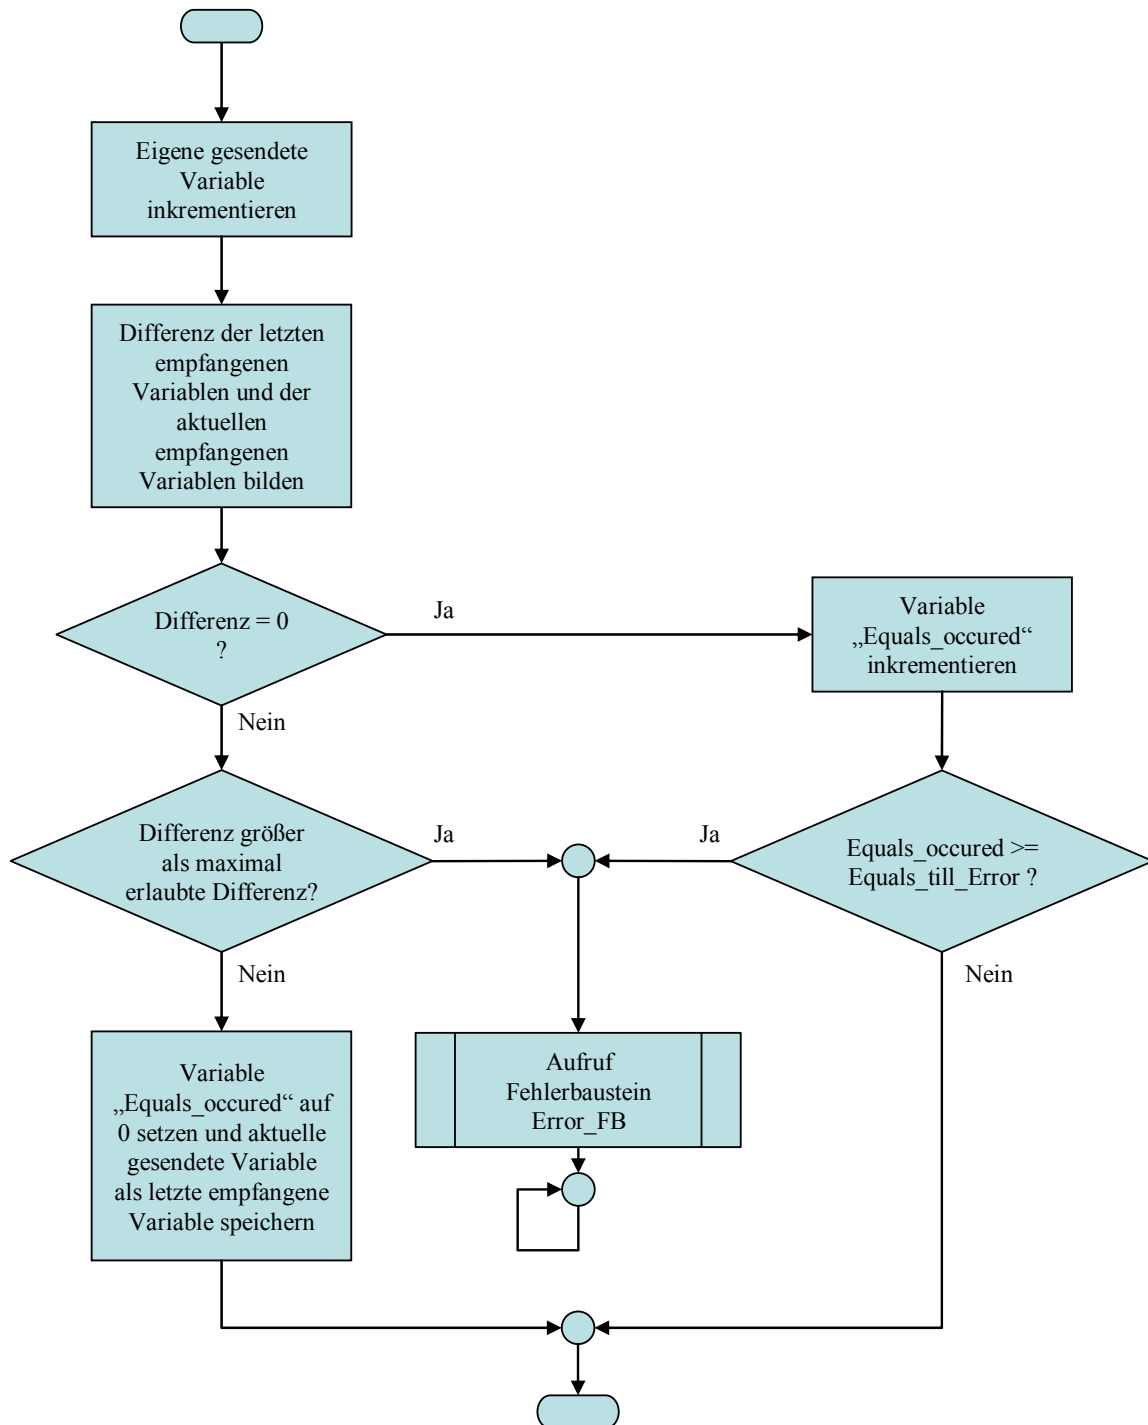 Eigene gesendete
Variable
inkrementieren
Differenz der letzten
empfangenen
Variablen und der
aktuellen
empfangenen
Variablen bilden
Differenz = 0
?
Ja
Variable
„Equals_occured“
inkrementieren
Nein
Differenz größer
als maximal
erlaubte Differenz?
Ja
Ja
Equals_occured >=
Equals_till_Error ?
Nein
Nein
Variable
„Equals_occured“ auf
0 setzen und aktuelle
gesendete Variable
als letzte empfangene
Variable speichern
Aufruf
Fehlerbaustein
Error_FB